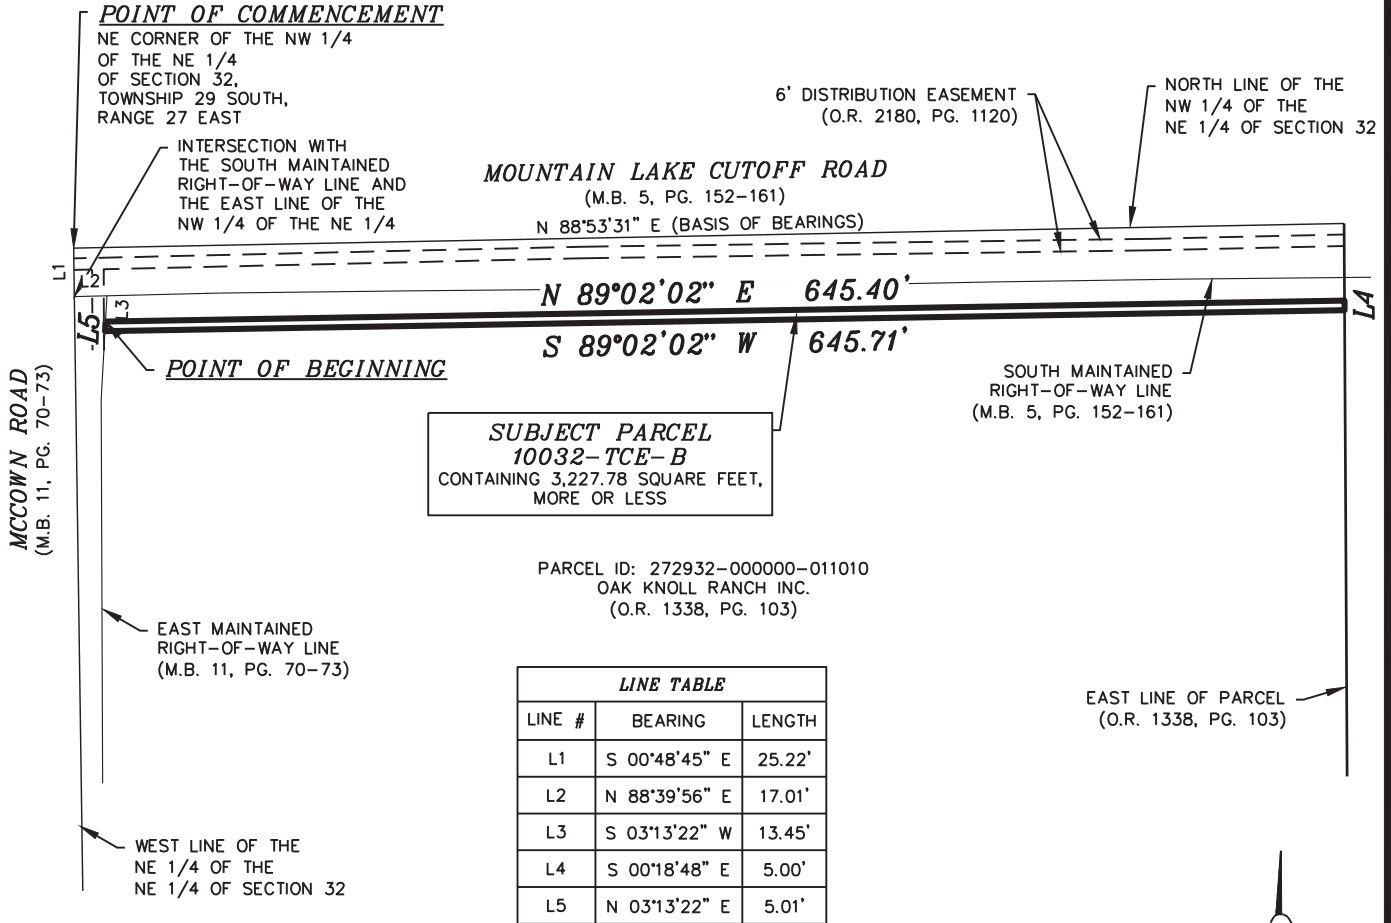 POINT OF COMMENCEMENT
NE CORNER OF THE NW 1/4
OF THE NE 1/4
OF SECTION 32,
TOWNSHIP 29 SOUTH,
RANGE 27 EAST
INTERSECTION WITH
THE SOUTH MAINTAINED
RIGHT-OF-WAY LINE AND
THE EAST LINE OF THE
NW 1/4 OF THE NE 1/4
6' DISTRIBUTION EASEMENT
(O.R. 2180, PG. 1120)
NORTH LINE OF THE
NW 1/4 OF THE
NE 1/4 OF SECTION 32
MOUNTAIN LAKE CUTOFF ROAD
(M.B. 5, PG. 152-161)
N 88°53'31" E (BASIS OF BEARINGS)
L1
L2
L3
L5
N 89°02'02" E 645.40'
S 89°02'02" W 645.71'
L4
POINT OF BEGINNING
SOUTH MAINTAINED
RIGHT-OF-WAY LINE
(M.B. 5, PG. 152-161)
MCCOWN ROAD
(M.B. 11, PG. 70-73)
SUBJECT PARCEL
10032-TCE-B
CONTAINING 3,227.78 SQUARE FEET,
MORE OR LESS
PARCEL ID: 272932-000000-011010
OAK KNOLL RANCH INC.
(O.R. 1338, PG. 103)
EAST MAINTAINED
RIGHT-OF-WAY LINE
(M.B. 11, PG. 70-73)
EAST LINE OF PARCEL
(O.R. 1338, PG. 103)
WEST LINE OF THE
NE 1/4 OF THE
NE 1/4 OF SECTION 32
LINE TABLE
LINE # BEARING LENGTH
L1 S 00°48'45" E 25.22'
L2 N 88°39'56" E 17.01'
L3 S 03°13'22" W 13.45'
L4 S 00°18'48" E 5.00'
L5 N 03°13'22" E 5.01'